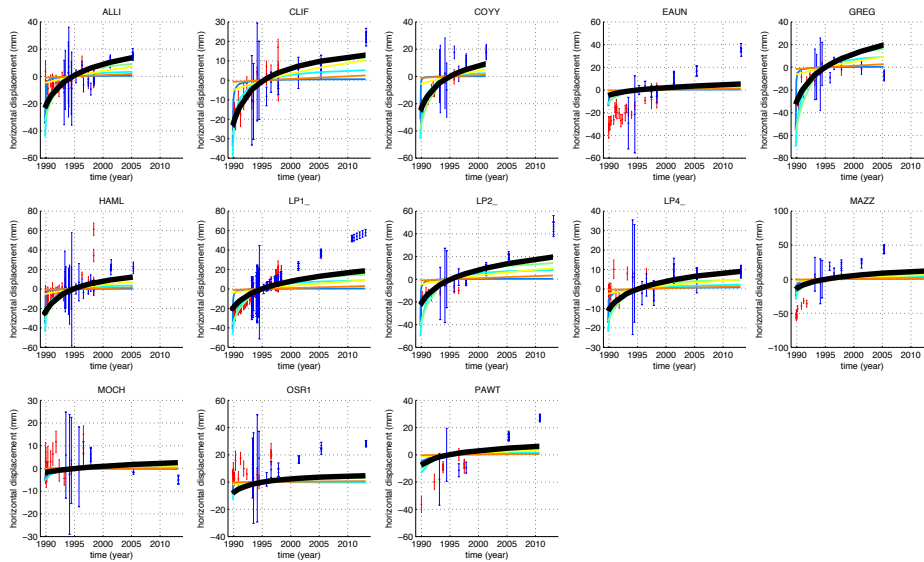 ALLI
CLIF
COYY
EAUN
GREG
40
20
0
−20
−40
−60
horizontal displacement (mm)
1990 1995 2000 2005 2010
time (year)
30
20
10
0
−10
−20
−30
−40
horizontal displacement (mm)
1990 1995 2000 2005 2010
time (year)
40
20
0
−20
−40
−60
horizontal displacement (mm)
1990 1995 2000 2005 2010
time (year)
60
40
20
0
−20
−40
−60
horizontal displacement (mm)
1990 1995 2000 2005 2010
time (year)
40
20
0
−20
−40
−60
−80
horizontal displacement (mm)
1990 1995 2000 2005 2010
time (year)
HAML
LP1_
LP2_
LP4_
MAZZ
80
60
40
20
0
−20
−40
−60
horizontal displacement (mm)
1990 1995 2000 2005 2010
time (year)
80
60
40
20
0
−20
−40
−60
horizontal displacement (mm)
1990 1995 2000 2005 2010
time (year)
60
40
20
0
−20
−40
−60
horizontal displacement (mm)
1990 1995 2000 2005 2010
time (year)
40
30
20
10
0
−10
−20
−30
horizontal displacement (mm)
1990 1995 2000 2005 2010
time (year)
100
50
0
−50
−100
horizontal displacement (mm)
1990 1995 2000 2005 2010
time (year)
MOCH
OSR1
PAWT
30
20
10
0
−10
−20
−30
horizontal displacement (mm)
1990 1995 2000 2005 2010
time (year)
60
40
20
0
−20
−40
horizontal displacement (mm)
1990 1995 2000 2005 2010
time (year)
40
20
0
−20
−40
−60
horizontal displacement (mm)
1990 1995 2000 2005 2010
time (year)